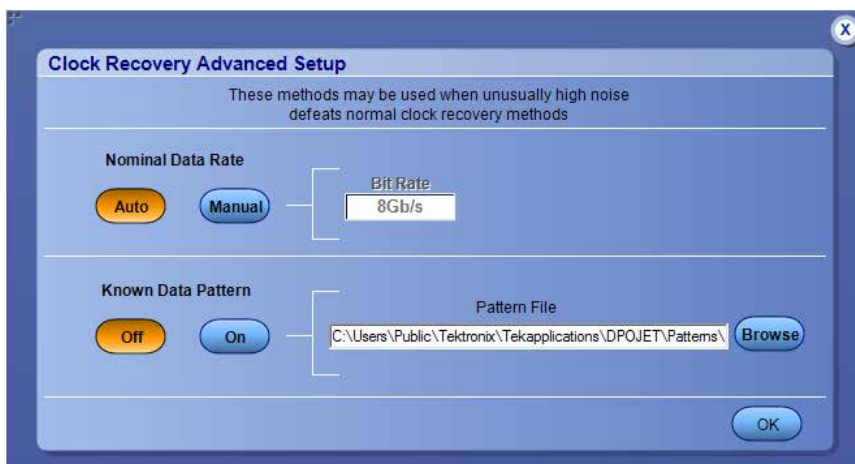 X
Clock Recovery Advanced Setup
These methods may be used when unusually high noise
defeats normal clock recovery methods
Nominal Data Rate
Auto
Manual
Bit Rate
8Gb/s
Known Data Pattern
Off
On
Pattern File
C:\Users\Public\Tektronix\Tekapplications\DPOJET\Patterns\
Browse
OK